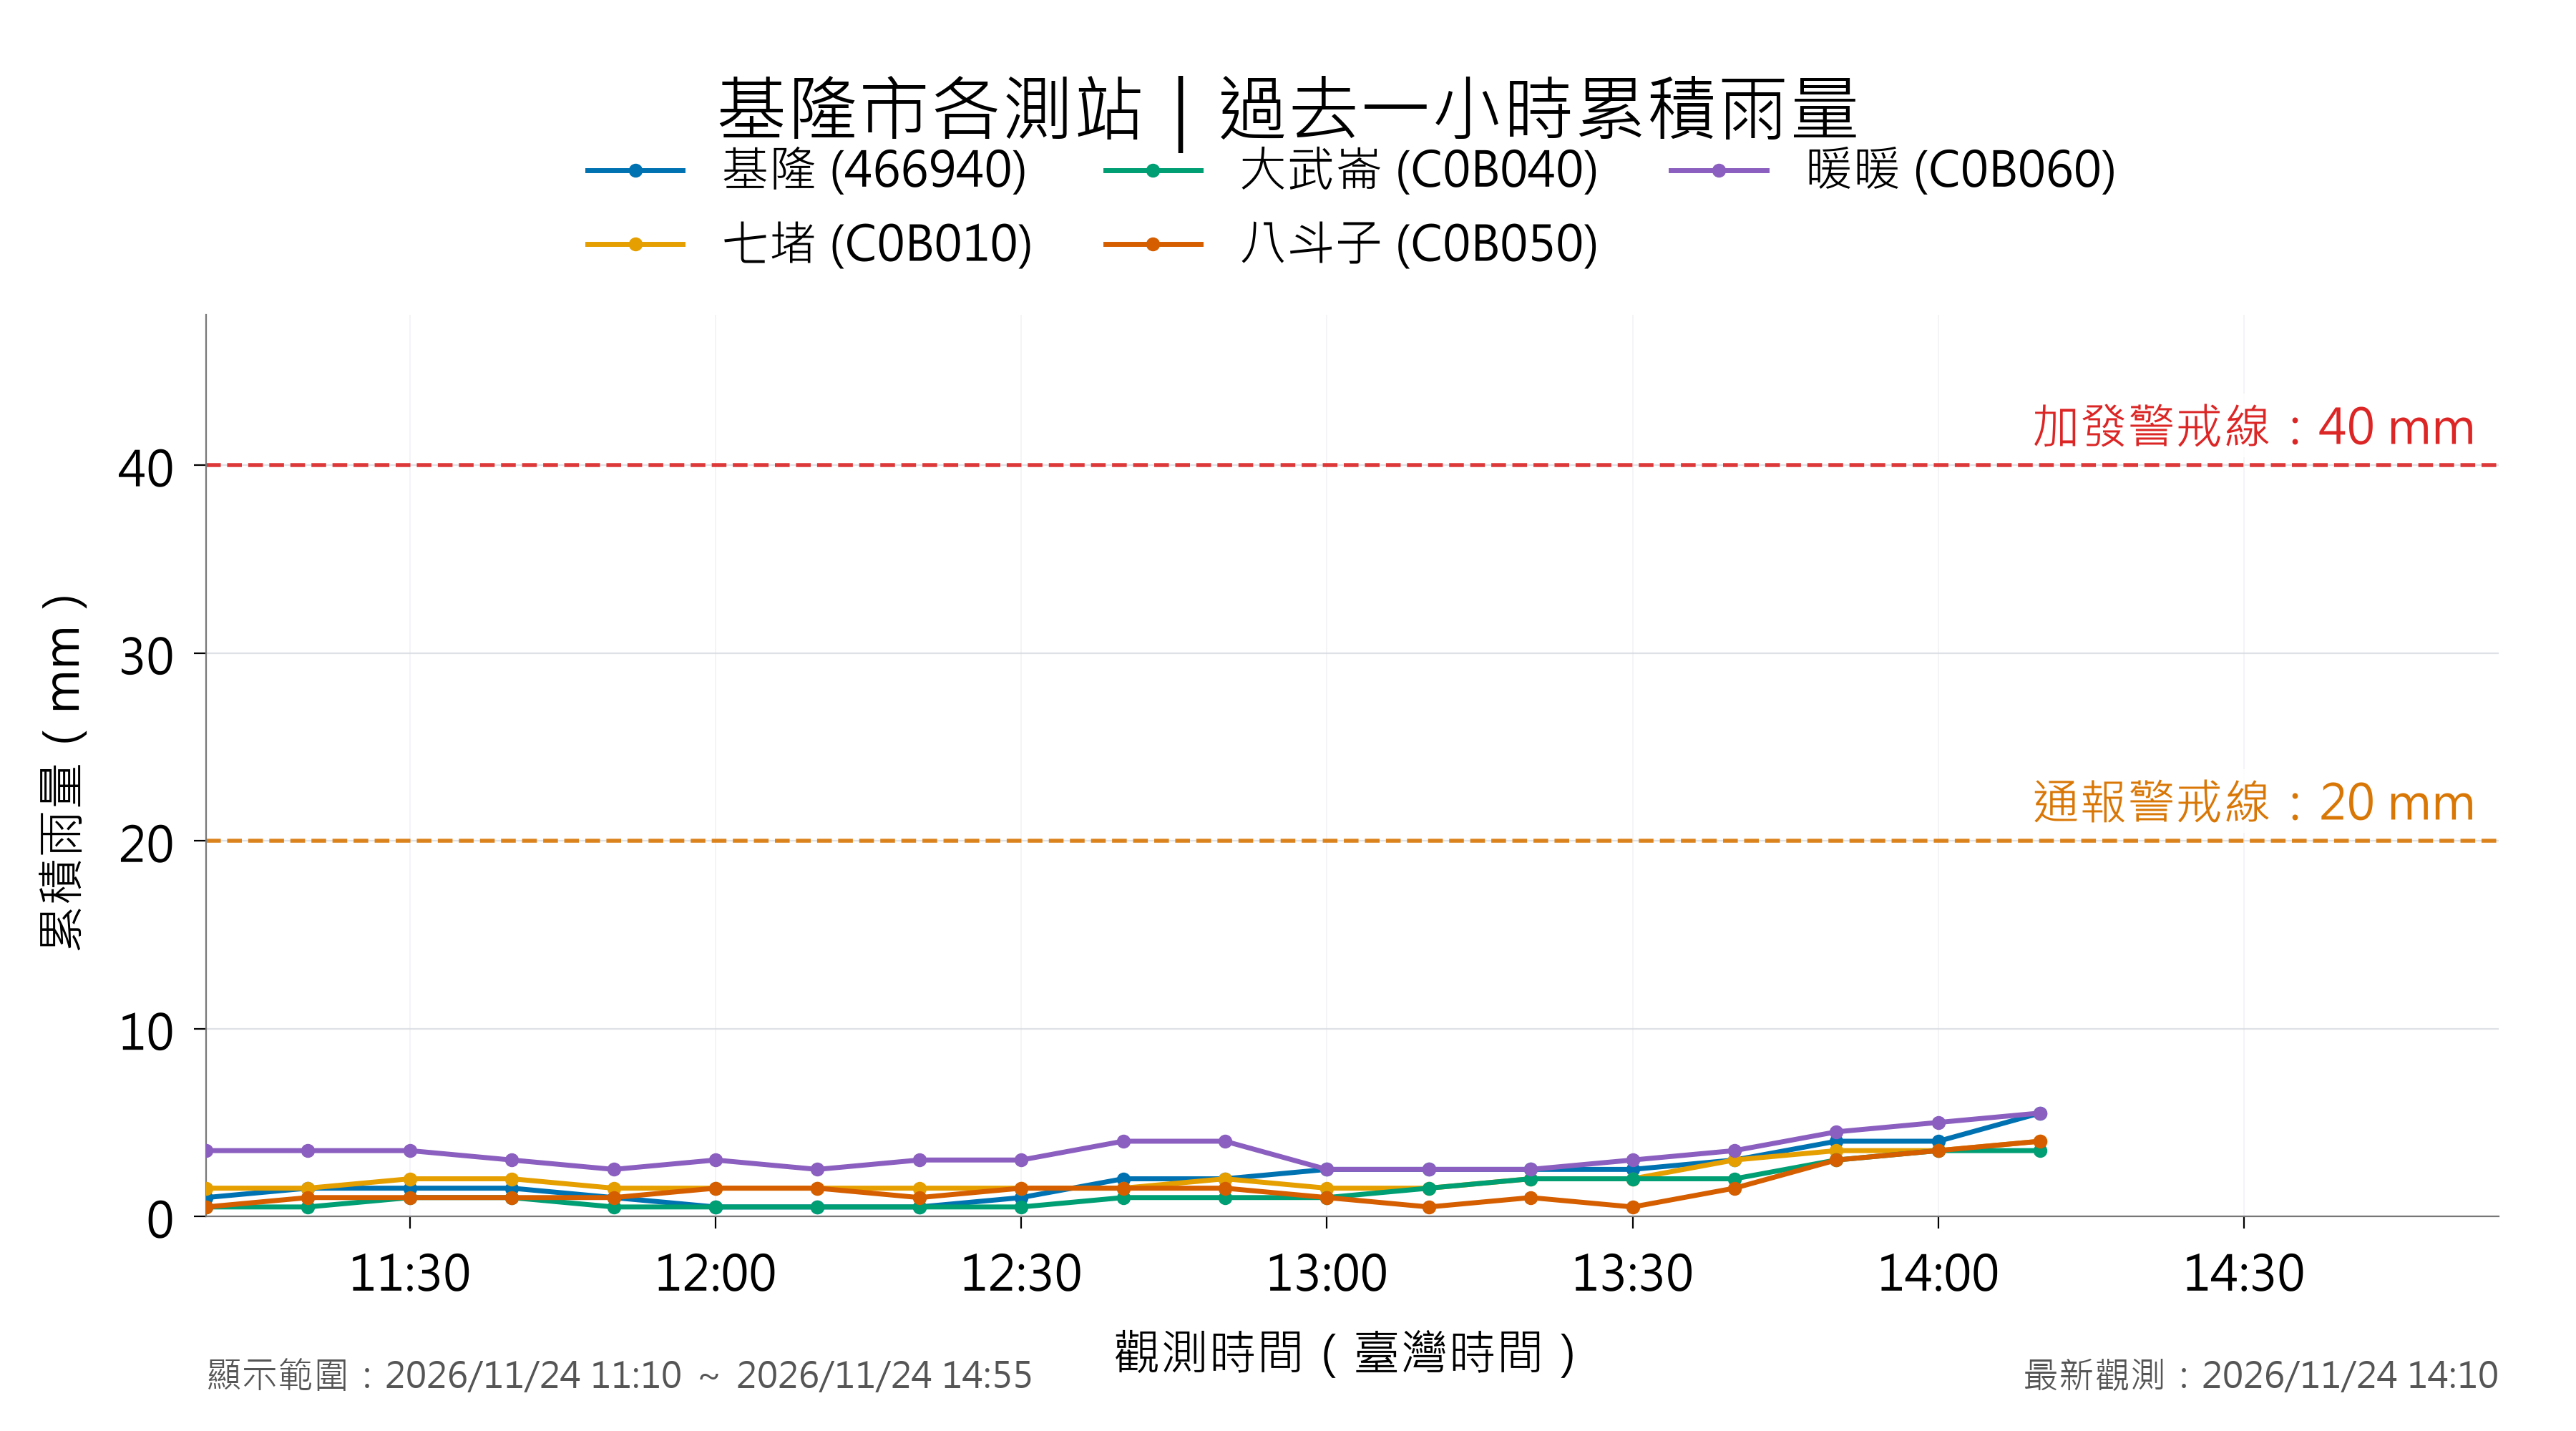 基隆市各測站｜過去一小時累積雨量
基隆 (466940) 大武崙 (C0B040) 暖暖 (C0B060)
七堵 (C0B010) 八斗子 (C0B050)
累積雨量（mm）
40
30
20
10
0
加發警戒線：40 mm
通報警戒線：20 mm
11:30 12:00 12:30 13:00 13:30 14:00 14:30
觀測時間（臺灣時間）
顯示範圍：2026/11/24 11:10 ~ 2026/11/24 14:55
最新觀測：2026/11/24 14:10